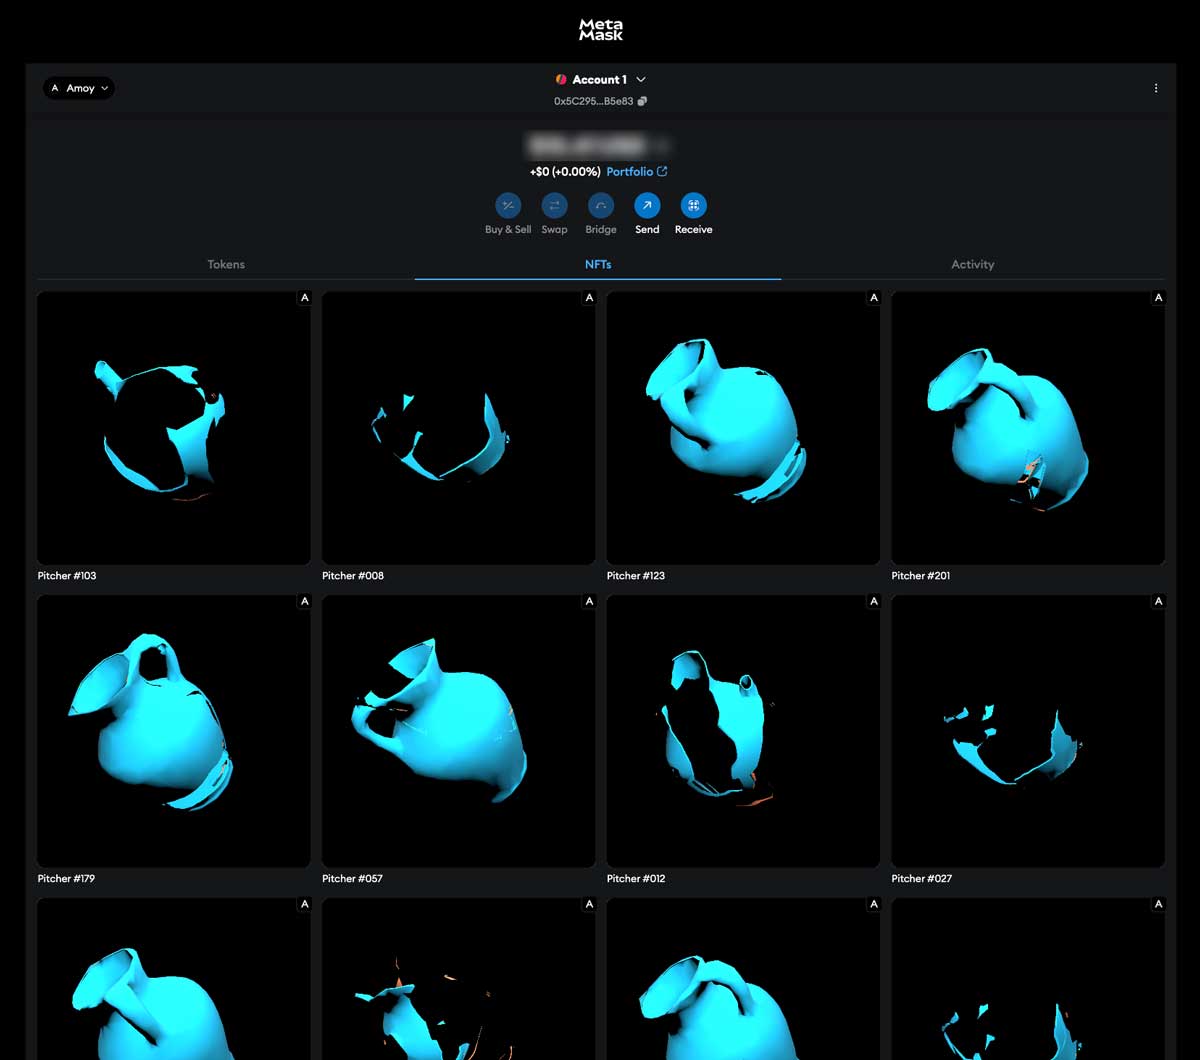 Meta
Mask
A Amoy
Account 1
0x5C295...B5e83
+$0 (+0.00%) Portfolio
Buy & Sell Swap Bridge Send Receive
Tokens NFTs Activity
A A A A
Pitcher #103 Pitcher #008 Pitcher #123 Pitcher #201
A A A A
Pitcher #179 Pitcher #057 Pitcher #012 Pitcher #027
A A A A